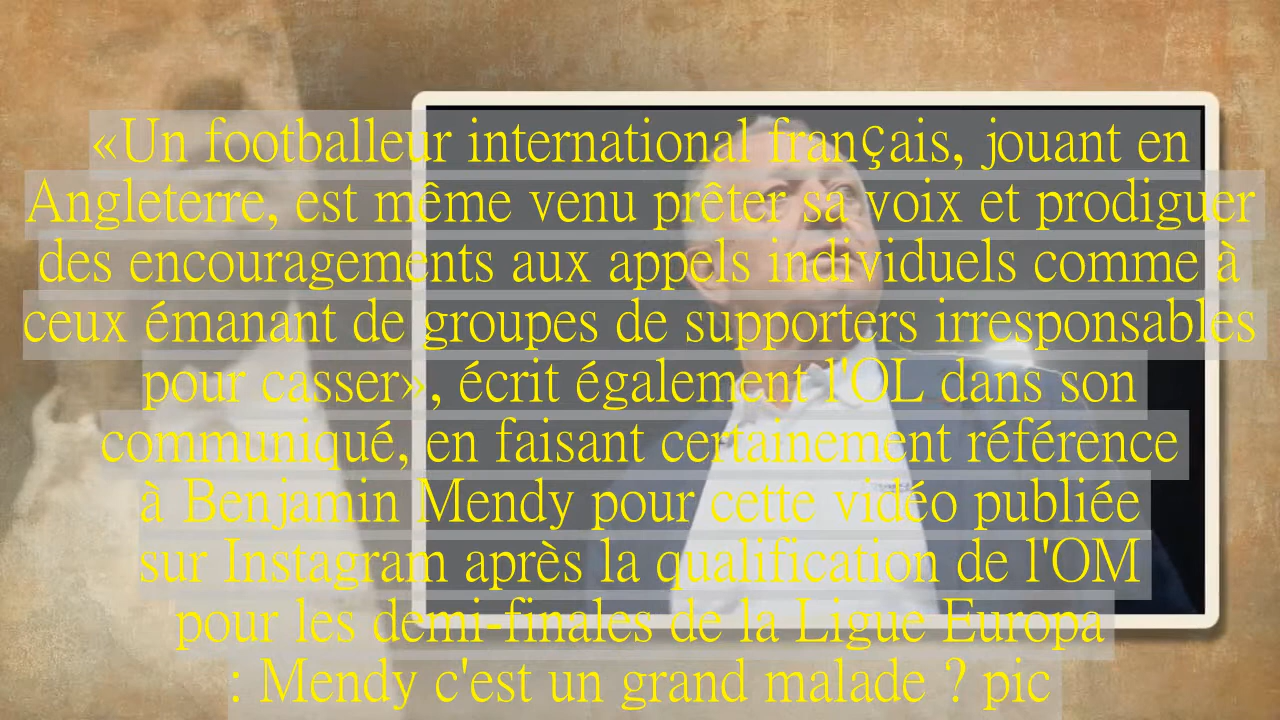 «Un footballeur international français, jouant en
Angleterre, est même venu prêter sa voix et prodiguer
des encouragements aux appels individuels comme à
ceux émanant de groupes de supporters irresponsables
pour casser», écrit également l'OL dans son
communiqué, en faisant certainement référence
à Benjamin Mendy pour cette vidéo publiée
sur Instagram après la qualification de l'OM
pour les demi-finales de la Ligue Europa
: Mendy c'est un grand malade ? pic